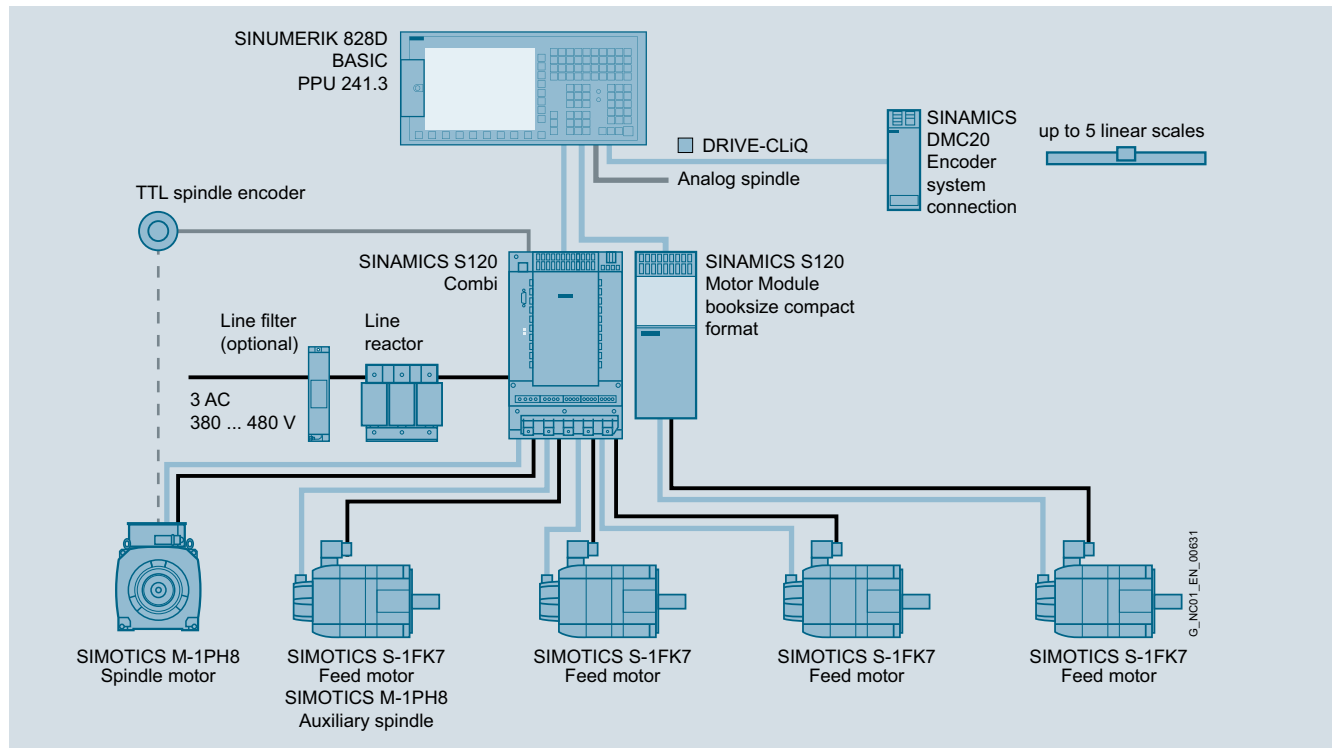 SINUMERIK 828D
BASIC
PPU 241.3
DRIVE-CLiQ
Analog spindle
SINAMICS
DMC20
Encoder
system
connection
up to 5 linear scales
TTL spindle encoder
SINAMICS S120
Combi
SINAMICS S120
Motor Module
booksize compact
format
Line filter
(optional)
Line
reactor
3 AC
380 ... 480 V
SIMOTICS M-1PH8
Spindle motor
SIMOTICS S-1FK7
Feed motor
SIMOTICS M-1PH8
Auxiliary spindle
SIMOTICS S-1FK7
Feed motor
SIMOTICS S-1FK7
Feed motor
SIMOTICS S-1FK7
Feed motor
G_NC01_EN_00631